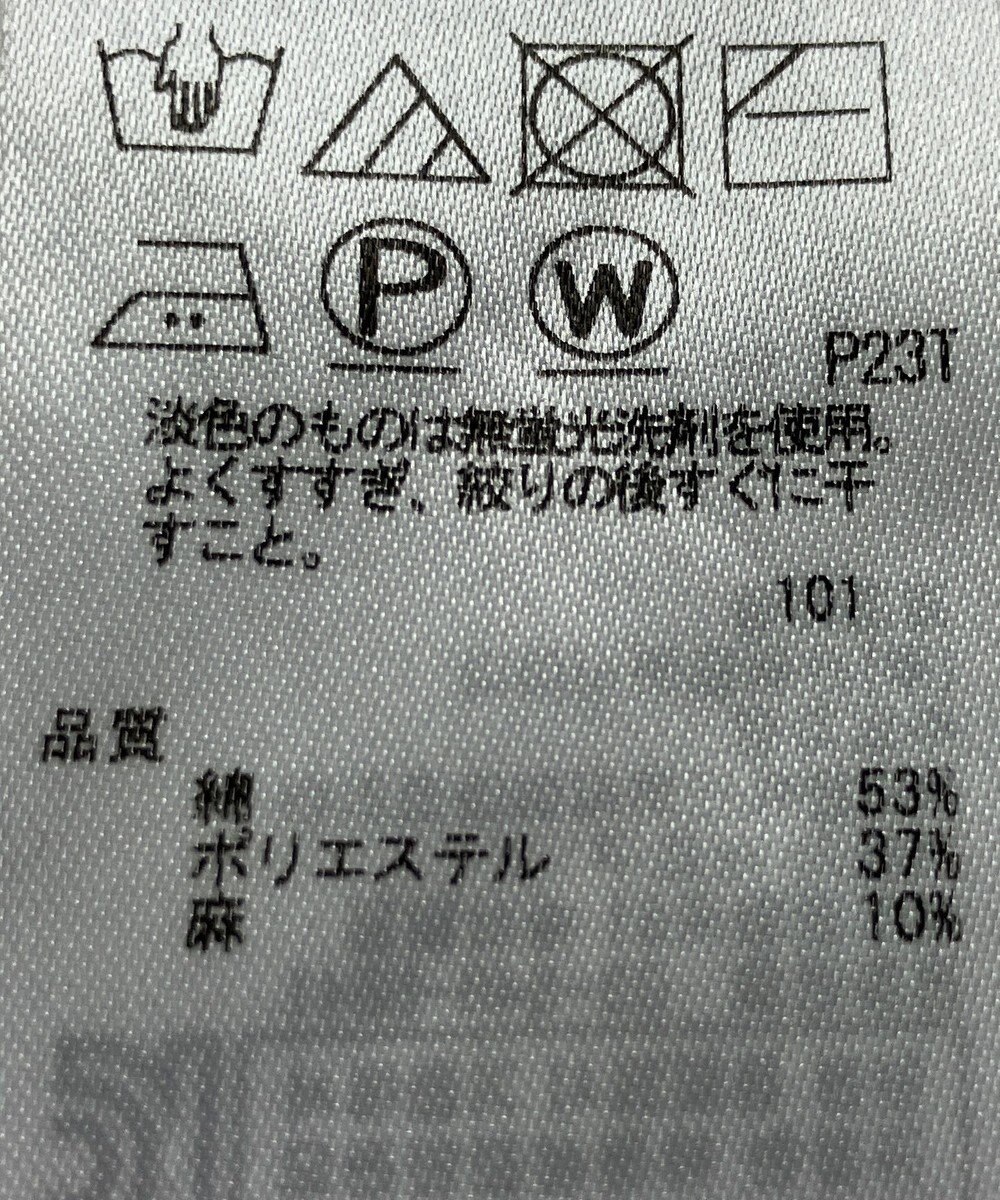 P
W
P23T
淡色のものは無蛍光洗剤を使用。
よくすすぎ、絞りの後すぐに干
すこと。
101
品質
綿 53%
ポリエステル 37%
麻 10%